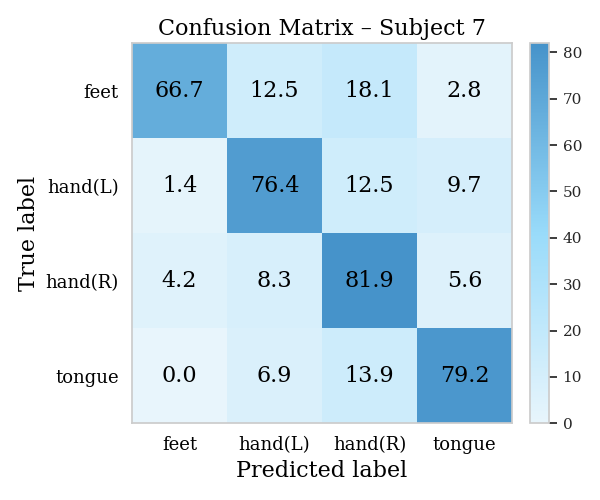 Confusion Matrix – Subject 7
True label
feet 66.7 12.5 18.1 2.8
hand(L) 1.4 76.4 12.5 9.7
hand(R) 4.2 8.3 81.9 5.6
tongue 0.0 6.9 13.9 79.2
feet hand(L) hand(R) tongue
Predicted label
80
70
60
50
40
30
20
10
0